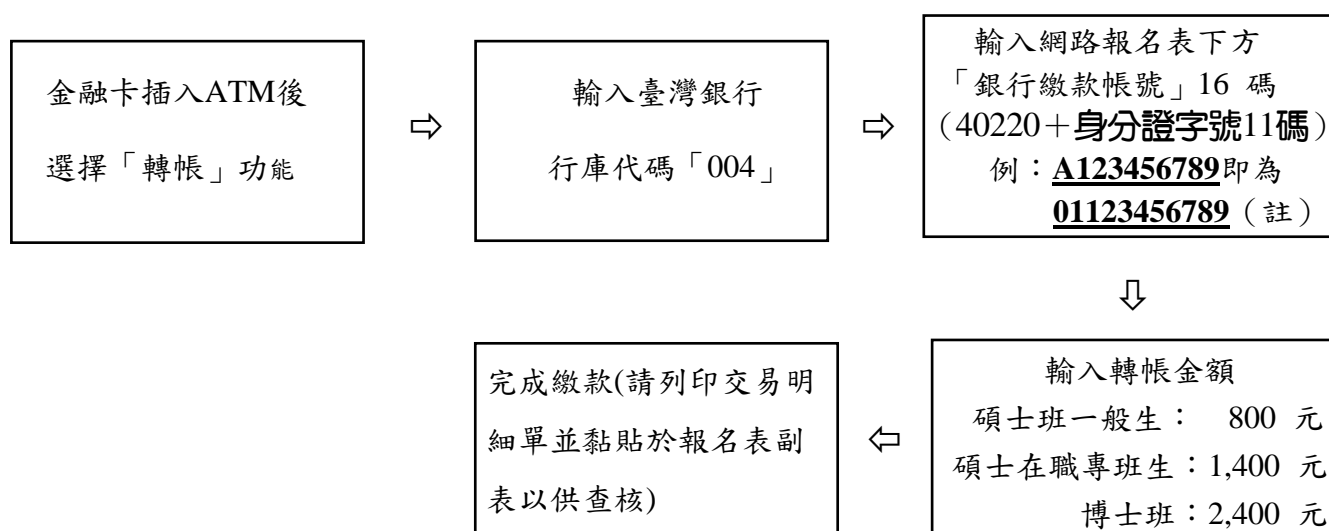 金融卡插入ATM後
選擇「轉帳」功能
⇨
輸入臺灣銀行
行庫代碼「004」
⇨
輸入網路報名表下方
「銀行繳款帳號」16 碼
（40220＋身分證字號11碼）
例：A123456789即為
01123456789（註）
⇩
輸入轉帳金額
碩士班一般生： 800 元
碩士在職專班生：1,400 元
博士班：2,400 元
⇦
完成繳款(請列印交易明
細單並黏貼於報名表副
表以供查核)